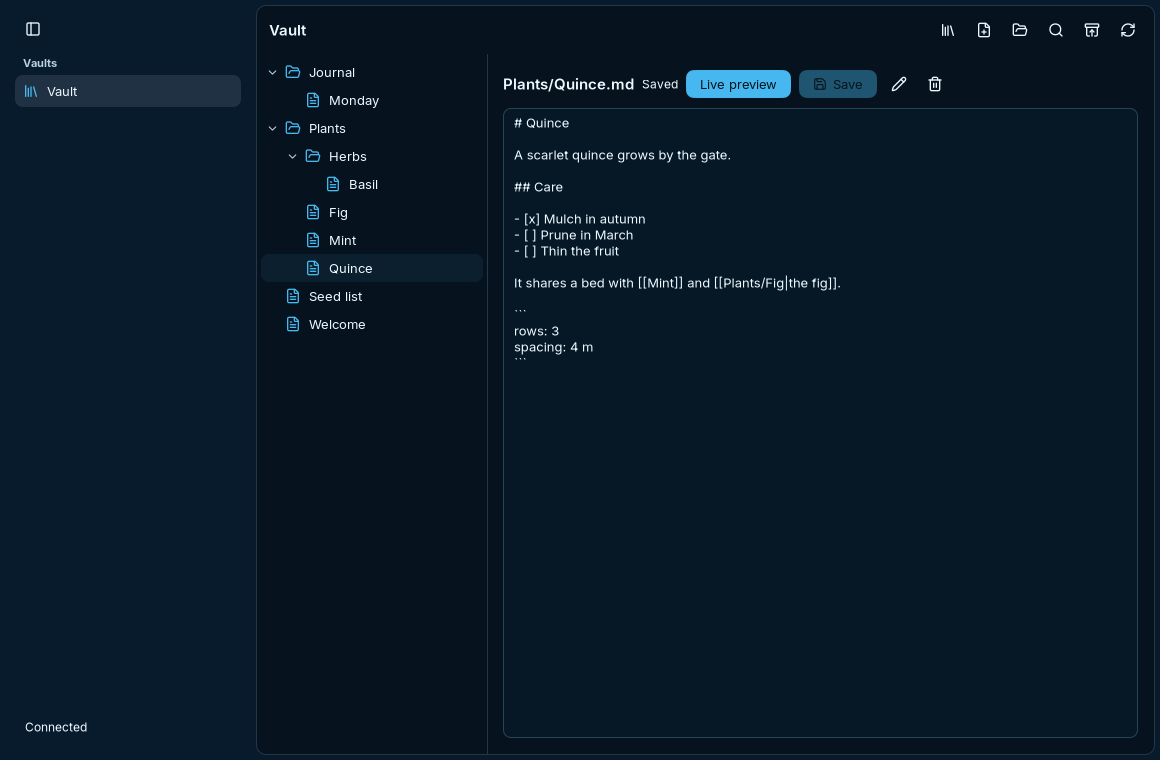 Vaults
Vault
Connected
Vault
Journal
Monday
Plants
Herbs
Basil
Fig
Mint
Quince
Seed list
Welcome
Plants/Quince.md Saved Live preview Save
# Quince
A scarlet quince grows by the gate.
## Care
- [x] Mulch in autumn
- [ ] Prune in March
- [ ] Thin the fruit
It shares a bed with [[Mint]] and [[Plants/Fig|the fig]].
```
rows: 3
spacing: 4 m
```